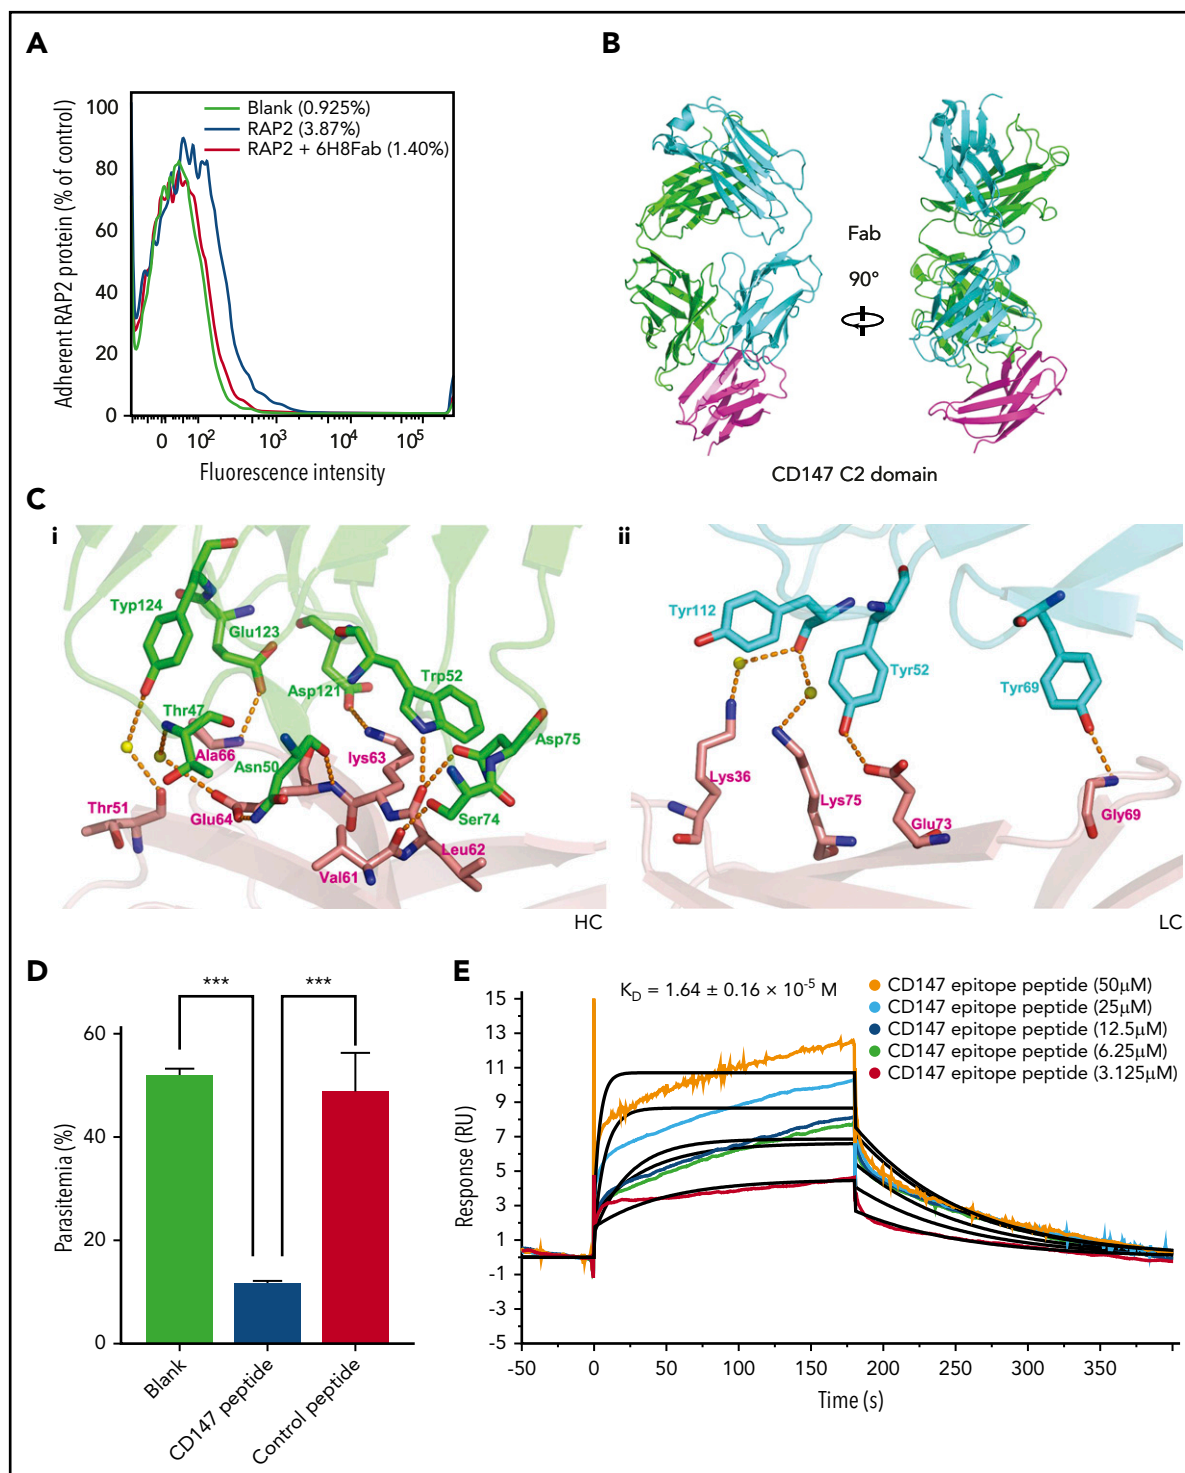 A
100
80
60
40
20
0
Adherent RAP2 protein (% of control)
Blank (0.925%)
RAP2 (3.87%)
RAP2 + 6H8Fab (1.40%)
0 10² 10³ 10⁴ 10⁵
Fluorescence intensity
B
Fab
90°
CD147 C2 domain
C
i
Typ124
Glu123
Asp121
Trp52
Thr47
Ala66
Asn50
lys63
Asp75
Thr51
Glu64
Ser74
Leu62
Val61
HC
ii
Tyr112
Tyr52
Tyr69
Lys36
Lys75
Glu73
Gly69
LC
D
*** ***
60
40
20
0
Parasitemia (%)
Blank
CD147 peptide
Control peptide
E
K_D = 1.64 ± 0.16 × 10⁻⁵ M
CD147 epitope peptide (50μM)
CD147 epitope peptide (25μM)
CD147 epitope peptide (12.5μM)
CD147 epitope peptide (6.25μM)
CD147 epitope peptide (3.125μM)
15
13
11
9
7
5
3
1
-1
-3
-5
Response (RU)
-50 0 50 100 150 200 250 300 350
Time (s)